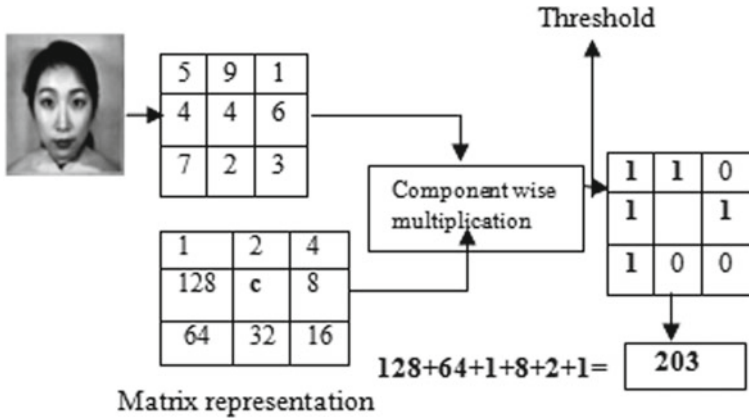 Threshold
5 9 1
4 4 6
7 2 3
Component wise
multiplication
1 1 0
1 1
1 0 0
1 2 4
128 c 8
64 32 16
128+64+1+8+2+1= 203
Matrix representation